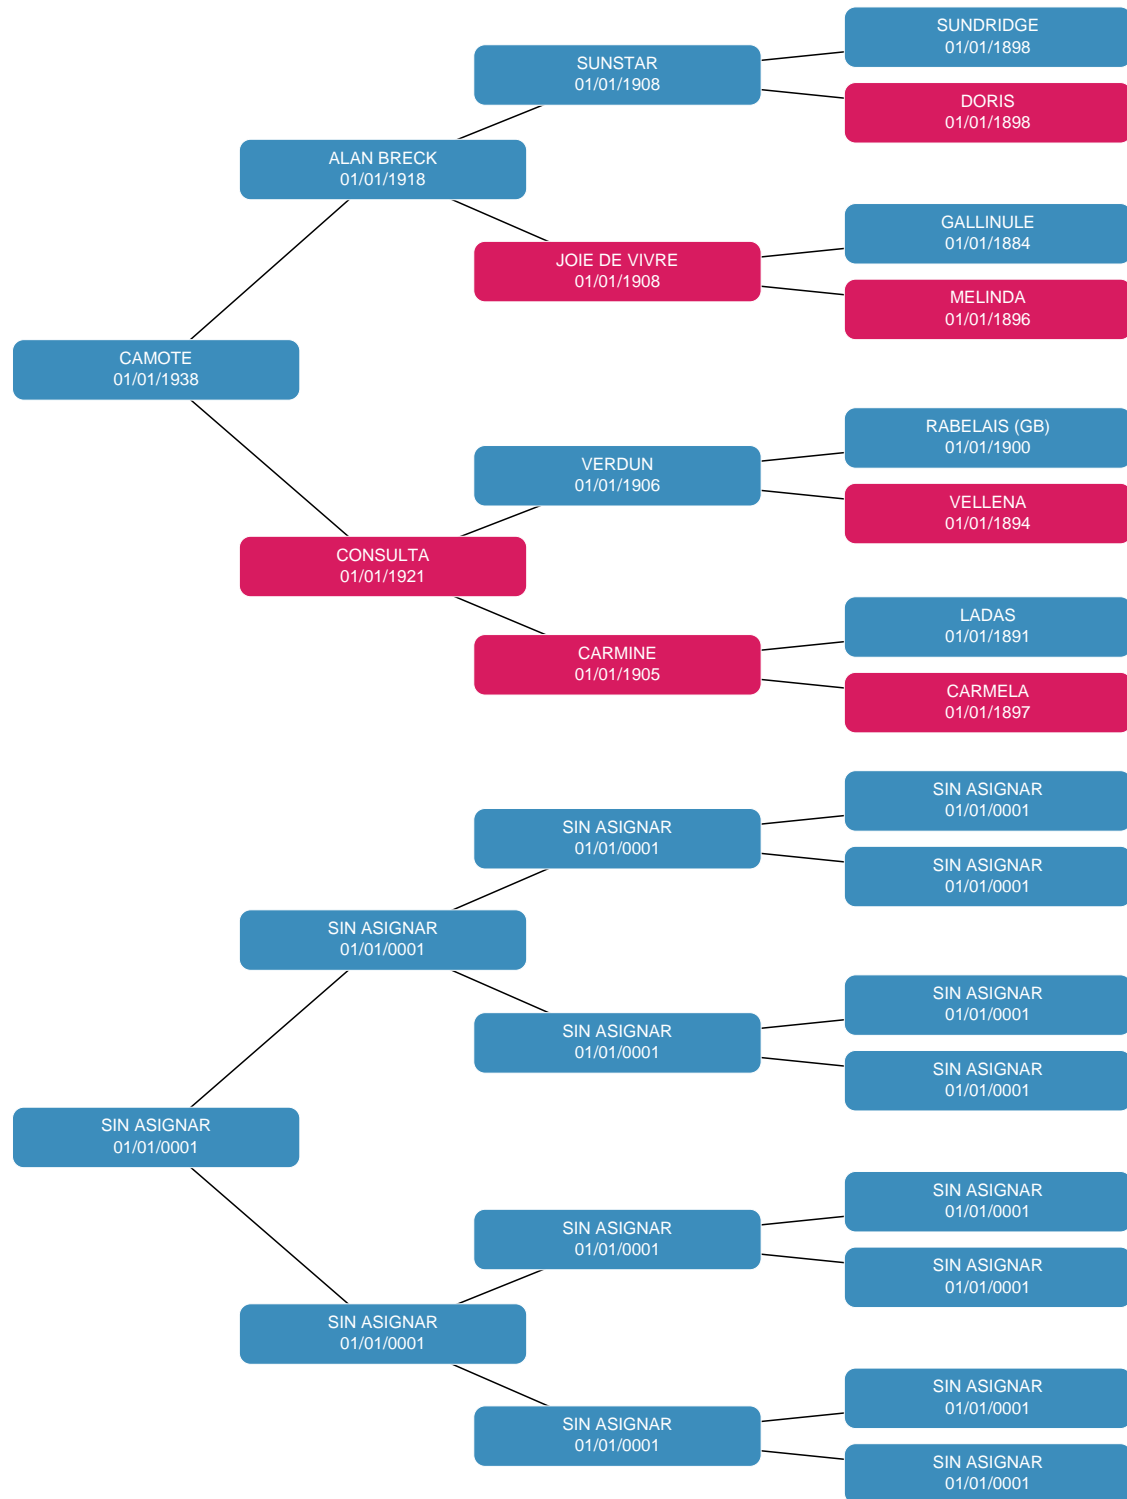 SUNDRIDGE
01/01/1898
SUNSTAR
01/01/1908
DORIS
01/01/1898
ALAN BRECK
01/01/1918
GALLINULE
01/01/1884
JOIE DE VIVRE
01/01/1908
MELINDA
01/01/1896
CAMOTE
01/01/1938
RABELAIS (GB)
01/01/1900
VERDUN
01/01/1906
VELLENA
01/01/1894
CONSULTA
01/01/1921
LADAS
01/01/1891
CARMINE
01/01/1905
CARMELA
01/01/1897
SIN ASIGNAR
01/01/0001
SIN ASIGNAR
01/01/0001
SIN ASIGNAR
01/01/0001
SIN ASIGNAR
01/01/0001
SIN ASIGNAR
01/01/0001
SIN ASIGNAR
01/01/0001
SIN ASIGNAR
01/01/0001
SIN ASIGNAR
01/01/0001
SIN ASIGNAR
01/01/0001
SIN ASIGNAR
01/01/0001
SIN ASIGNAR
01/01/0001
SIN ASIGNAR
01/01/0001
SIN ASIGNAR
01/01/0001
SIN ASIGNAR
01/01/0001
SIN ASIGNAR
01/01/0001